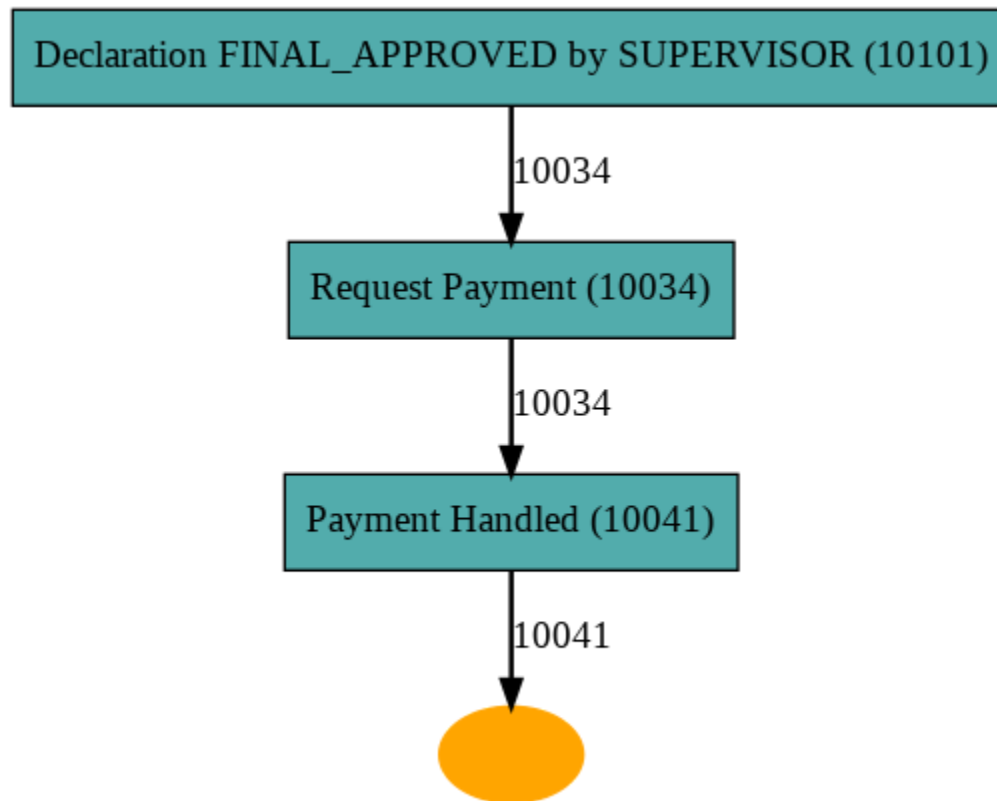 Declaration FINAL_APPROVED by SUPERVISOR (10101)
10034
Request Payment (10034)
10034
Payment Handled (10041)
10041